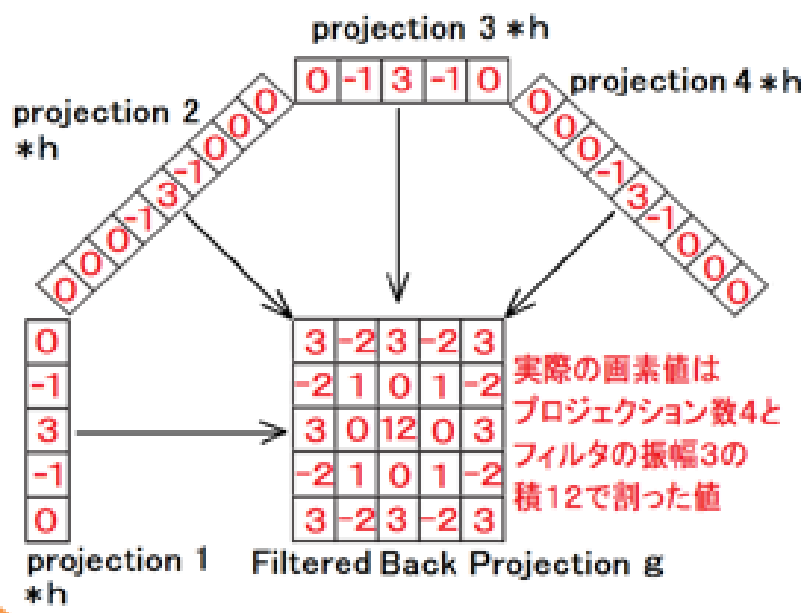 projection 3 *h
0 -1 3 -1 0
projection 2
*h
0 0 0 -1 3 -1 0 0 0
projection 4 *h
0 0 0 -1 3 -1 0 0 0
0
-1
3
-1
0
projection 1
*h
3 -2 3 -2 3
-2 1 0 1 -2
3 0 12 0 3
-2 1 0 1 -2
3 -2 3 -2 3
Filtered Back Projection g
実際の画素値は
プロジェクション数4と
フィルタの振幅3の
積12で割った値